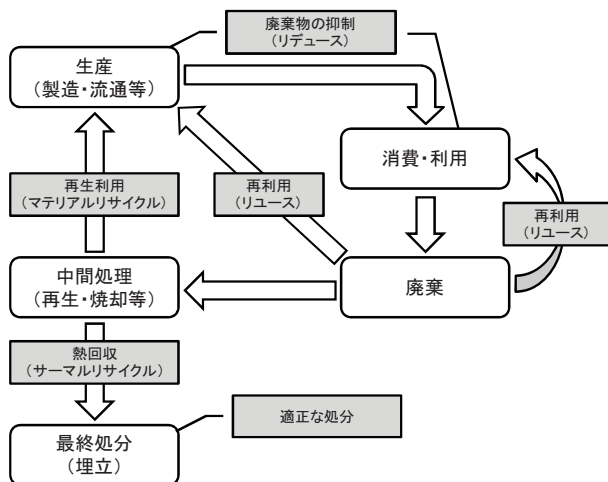 廃棄物の抑制
(リデュース)
生産
(製造・流通等)
消費・利用
再生利用
(マテリアルリサイクル)
再利用
(リユース)
再利用
(リユース)
中間処理
(再生・焼却等)
廃棄
熱回収
(サーマルリサイクル)
適正な処分
最終処分
(埋立)